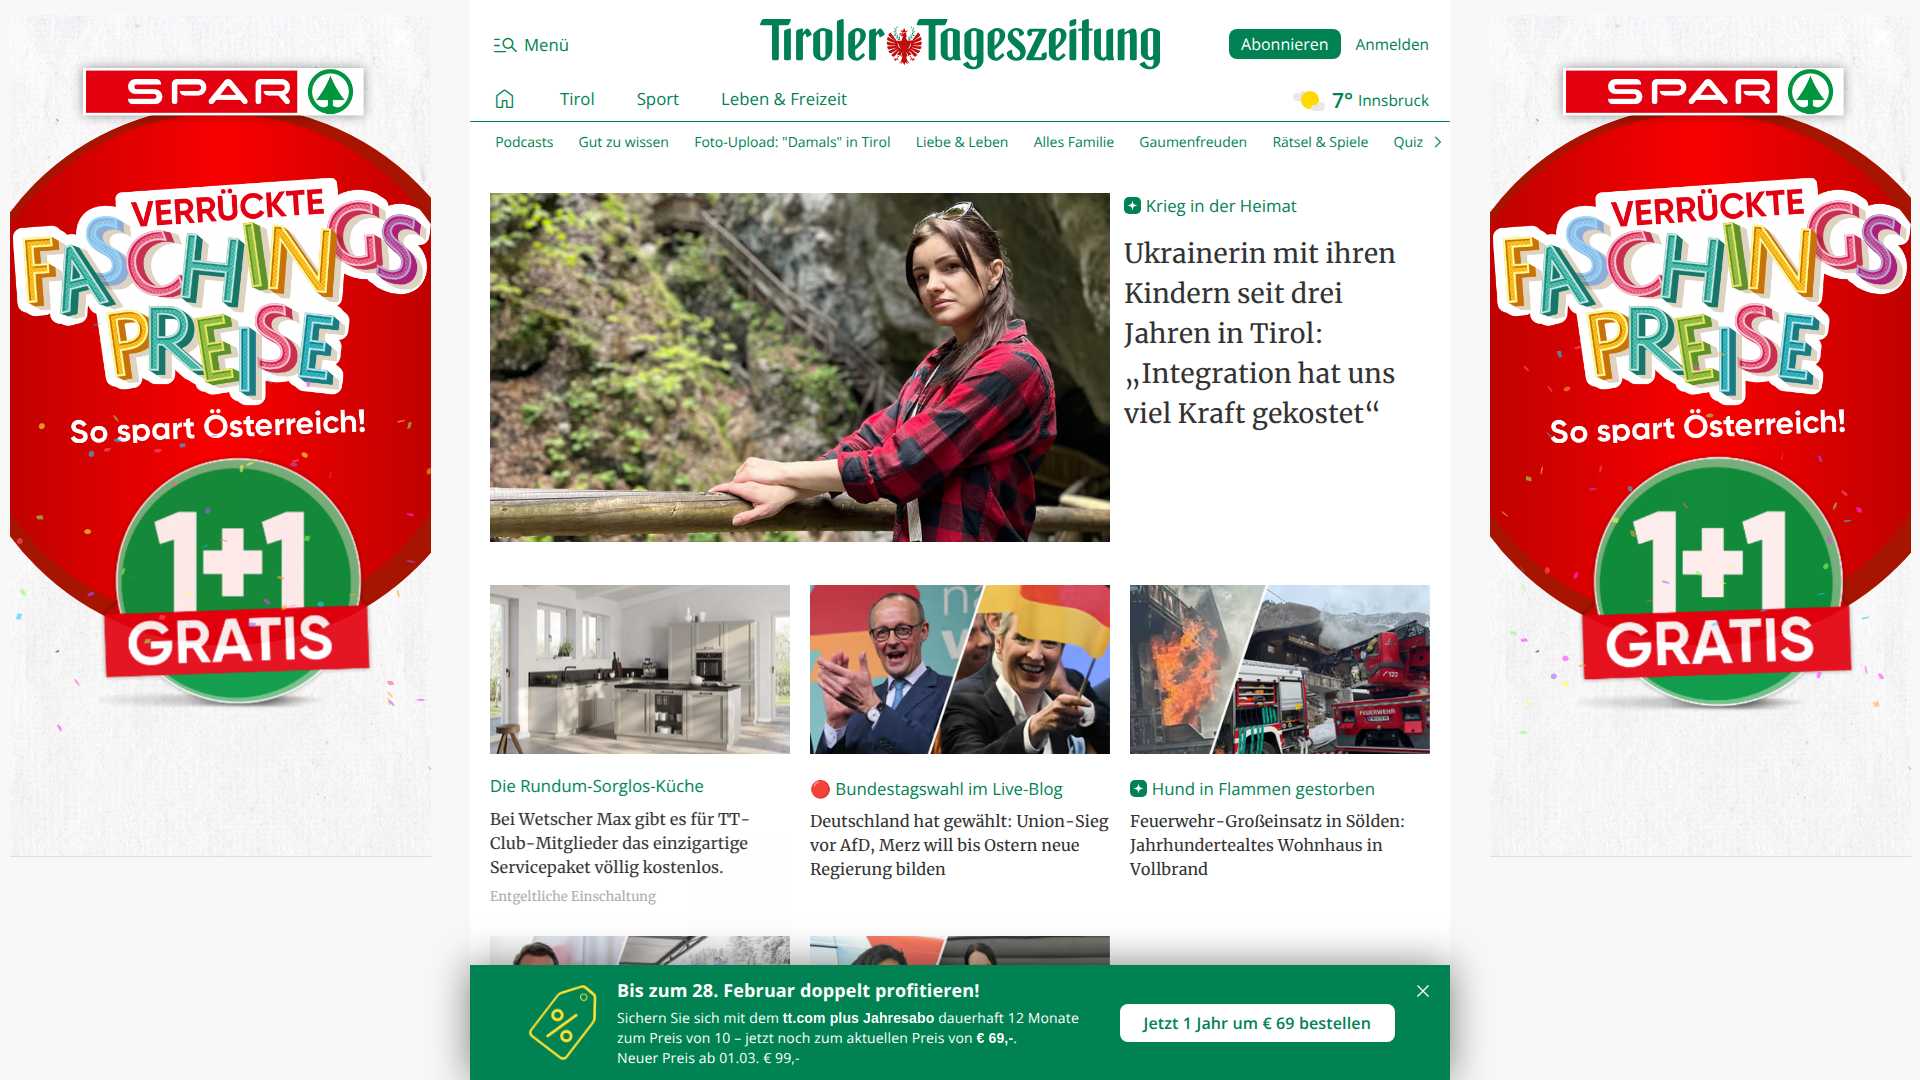 Menü
Tiroler Tageszeitung
Abonnieren
Anmelden
Tirol
Sport
Leben & Freizeit
7° Innsbruck
Podcasts
Gut zu wissen
Foto-Upload: "Damals" in Tirol
Liebe & Leben
Alles Familie
Gaumenfreuden
Rätsel & Spiele
Quiz
SPAR
VERRÜCKTE
FASCHINGS
PREISE
So spart Österreich!
1+1
GRATIS
Krieg in der Heimat
Ukrainerin mit ihren
Kindern seit drei
Jahren in Tirol:
„Integration hat uns
viel Kraft gekostet“
Die Rundum-Sorglos-Küche
Bei Wetscher Max gibt es für TT-
Club-Mitglieder das einzigartige
Servicepaket völlig kostenlos.
Entgeltliche Einschaltung
Bundestagswahl im Live-Blog
Deutschland hat gewählt: Union-Sieg
vor AfD, Merz will bis Ostern neue
Regierung bilden
FEUERWEHR
122
Hund in Flammen gestorben
Feuerwehr-Großeinsatz in Sölden:
Jahrhundertealtes Wohnhaus in
Vollbrand
SPAR
VERRÜCKTE
FASCHINGS
PREISE
So spart Österreich!
1+1
GRATIS
Bis zum 28. Februar doppelt profitieren!
Sichern Sie sich mit dem tt.com plus Jahresabo dauerhaft 12 Monate
zum Preis von 10 – jetzt noch zum aktuellen Preis von € 69,-.
Neuer Preis ab 01.03. € 99,-
Jetzt 1 Jahr um € 69 bestellen